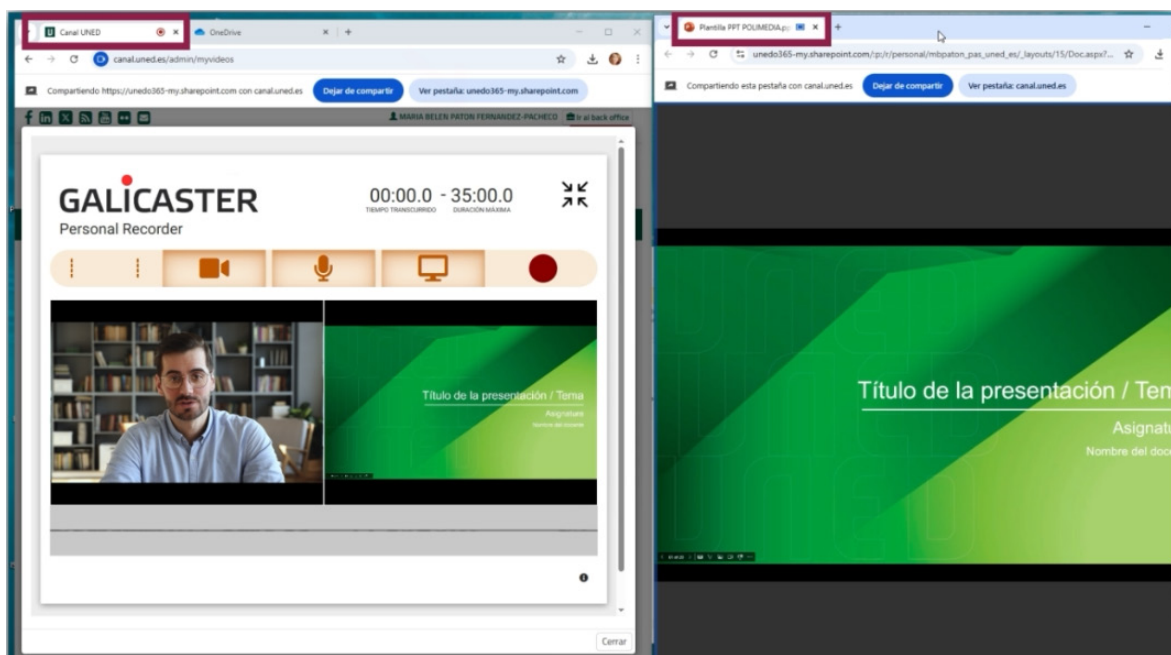 Canal UNED
OneDrive
canal.uned.es/admin/myvideos
Compartiendo https://unedo365-my.sharepoint.com con canal.uned.es
Dejar de compartir
Ver pestaña: unedo365-my.sharepoint.com
MARIA BELEN PATON FERNANDEZ-PACHECO
Ir al back office
GALICASTER
Personal Recorder
00:00.0 - 35:00.0
TIEMPO TRANSCURRIDO DURACIÓN MÁXIMA
Título de la presentación / Tema
Asignatura
Nombre del docente
Cerrar
Plantilla PPT POLIMEDIA.p
unedo365-my.sharepoint.com/:p:/r/personal/mbpaton_pas_uned_es/_layouts/15/Doc.aspx?...
Compartiendo esta pestaña con canal.uned.es
Dejar de compartir
Ver pestaña: canal.uned.es
Título de la presentación / Tem
Asignatu
Nombre del doce